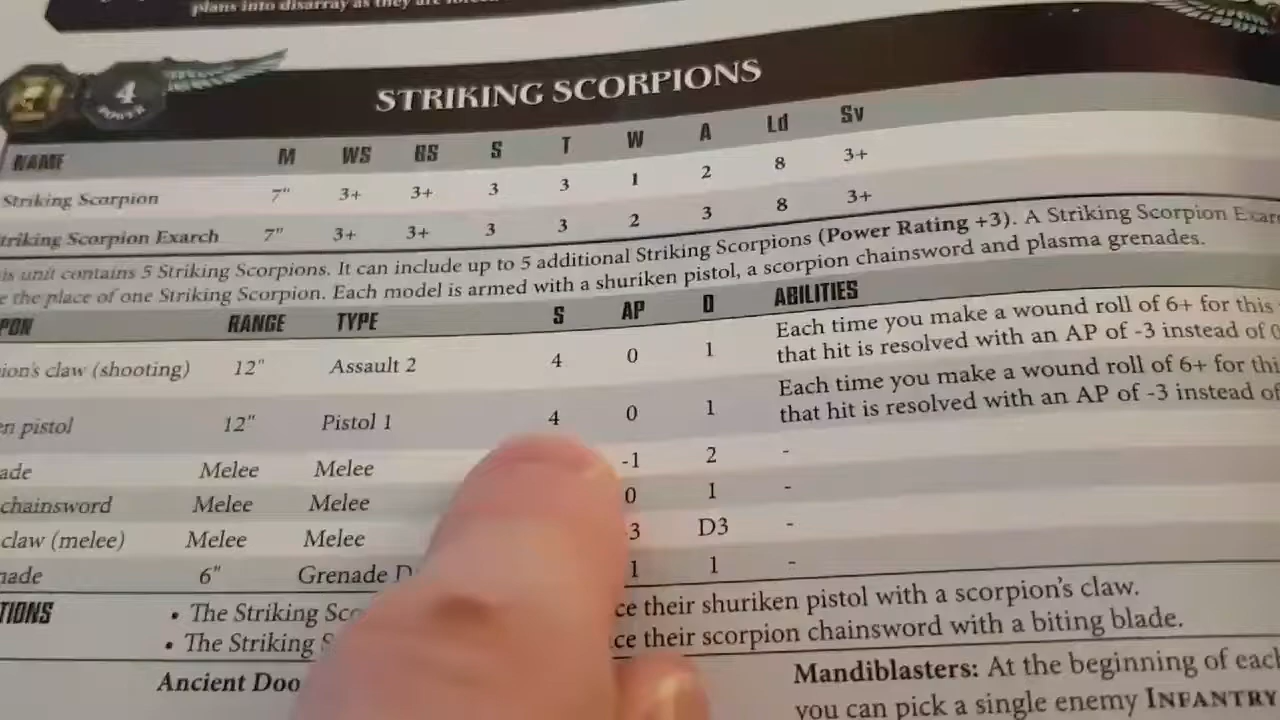 plans into disarray as they are
4
POWER
STRIKING SCORPIONS
NAME M WS BS S T W A Ld Sv
Striking Scorpion 7" 3+ 3+ 3 3 1 2 8 3+
triking Scorpion Exarch 7" 3+ 3+ 3 3 2 3 8 3+
is unit contains 5 Striking Scorpions. It can include up to 5 additional Striking Scorpions (Power Rating +3). A Striking Scorpion Exar
e the place of one Striking Scorpion. Each model is armed with a shuriken pistol, a scorpion chainsword and plasma grenades.
PON RANGE TYPE S AP D ABILITIES
ion's claw (shooting) 12" Assault 2 4 0 1 Each time you make a wound roll of 6+ for this
that hit is resolved with an AP of -3 instead of 0
en pistol 12" Pistol 1 4 0 1 Each time you make a wound roll of 6+ for thi
that hit is resolved with an AP of -3 instead of
ade Melee Melee -1 2 -
chainsword Melee Melee 0 1 -
claw (melee) Melee Melee 3 D3 -
nade 6" Grenade D 1 1 -
TIONS • The Striking Sco ce their shuriken pistol with a scorpion's claw.
• The Striking S ce their scorpion chainsword with a biting blade.
Ancient Doo
Mandiblasters: At the beginning of each
you can pick a single enemy INFANTRY